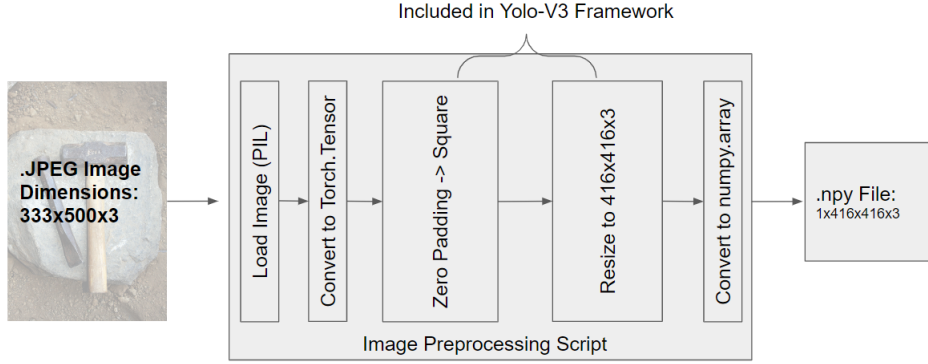 Included in Yolo-V3 Framework
.JPEG Image
Dimensions:
333x500x3
Load Image (PIL)
Convert to Torch.Tensor
Zero Padding -> Square
Resize to 416x416x3
Convert to numpy.array
.npy File:
1x416x416x3
Image Preprocessing Script